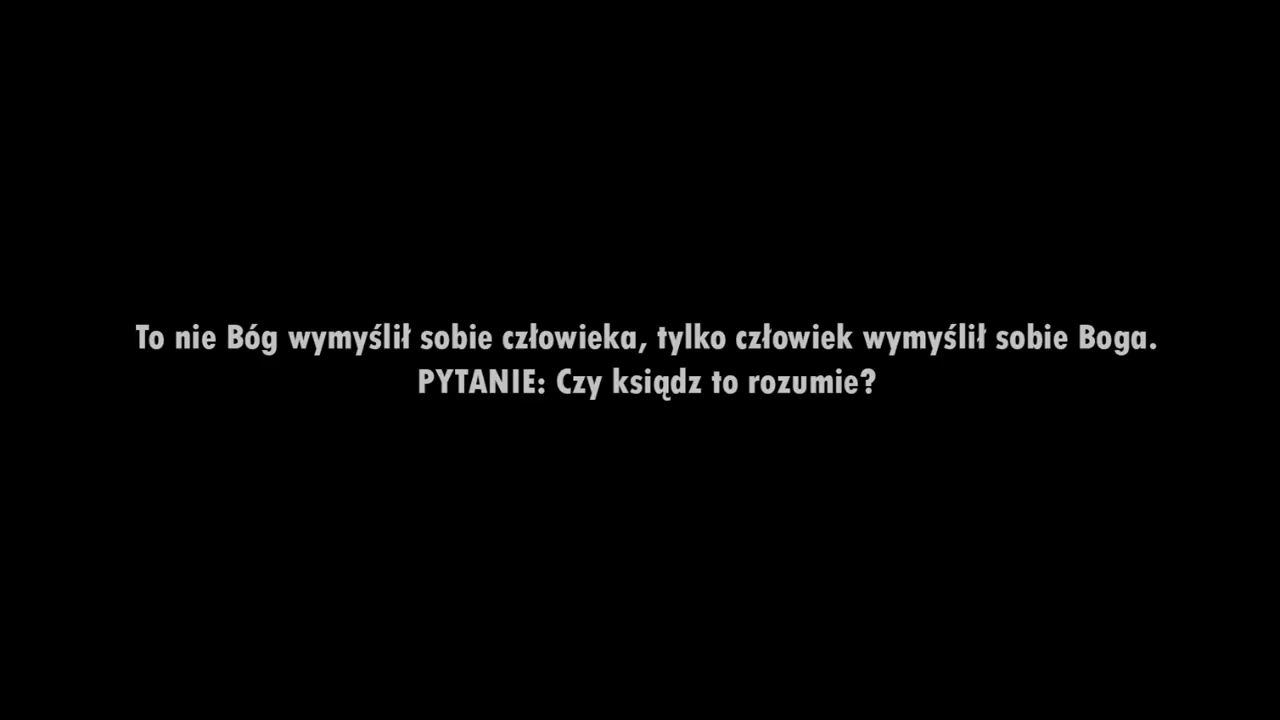 To nie Bóg wymyślił sobie człowieka, tylko człowiek wymyślił sobie Boga.
PYTANIE: Czy ksiądz to rozumie?